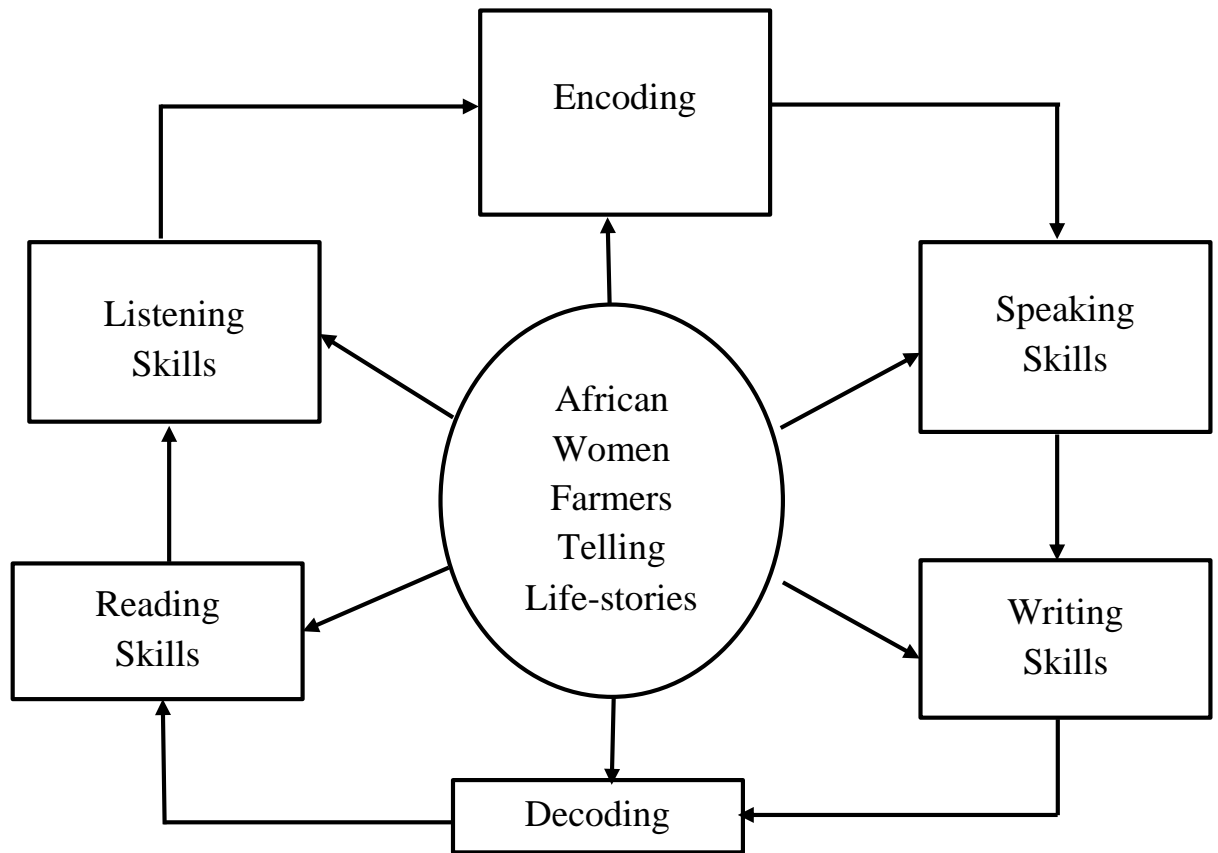 Encoding
Listening
Skills
Speaking
Skills
African
Women
Farmers
Telling
Life-stories
Reading
Skills
Writing
Skills
Decoding